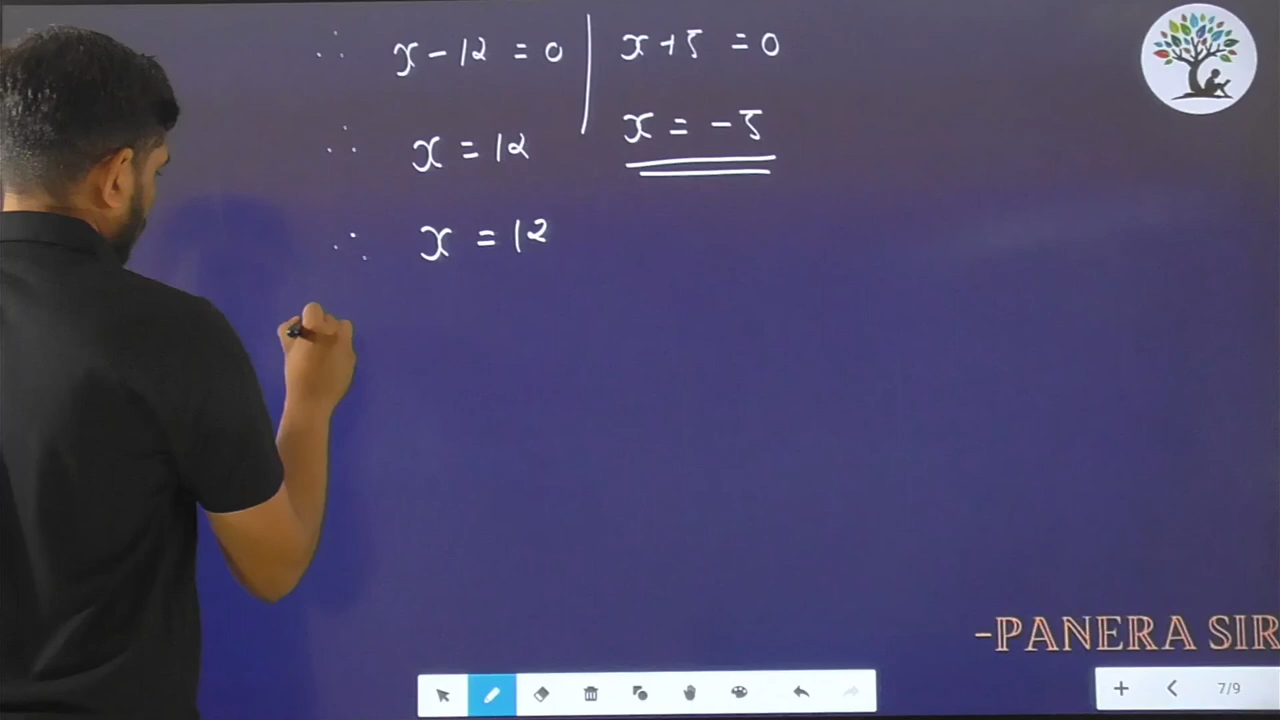 ∴ x - 12 = 0 | x + 5 = 0
∴ x = 12 x = -5
∴ x = 12
-PANERA SIR
7/9